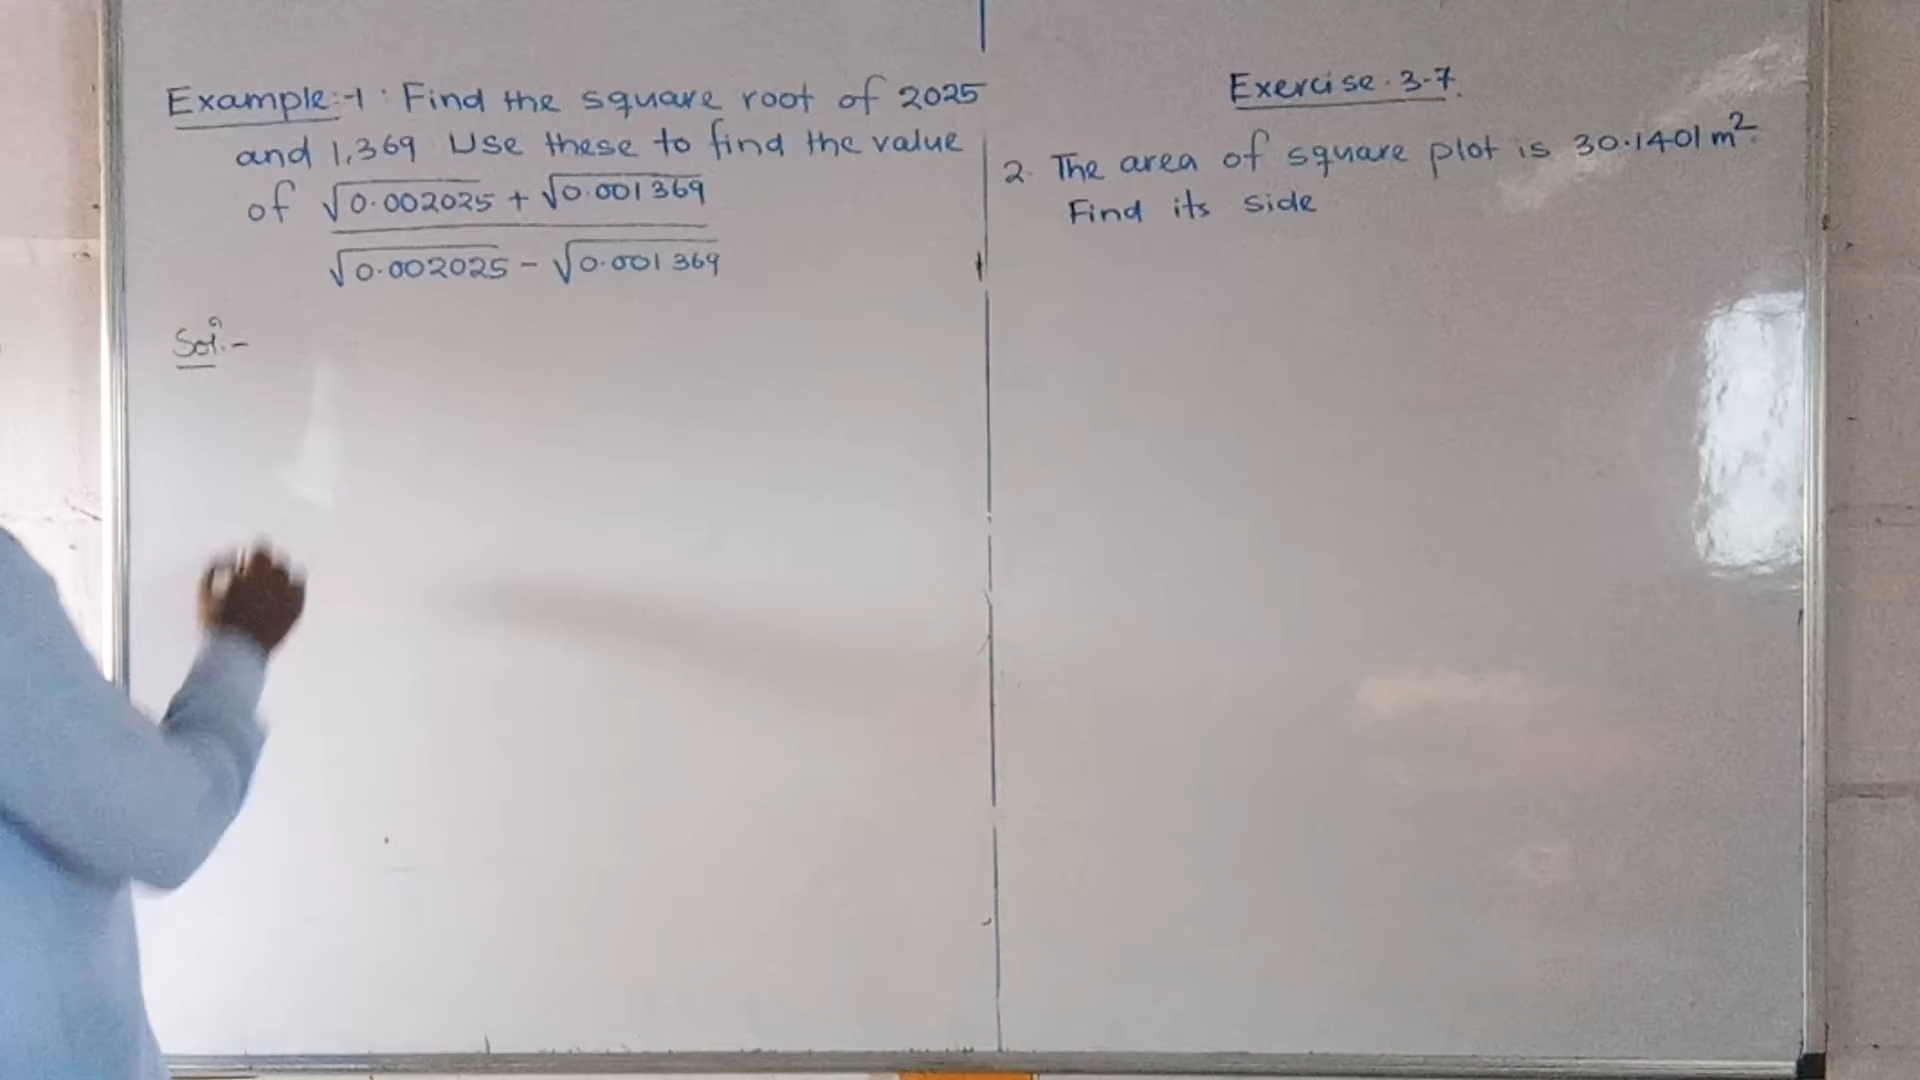 Example:-1: Find the square root of 2025
and 1,369. Use these to find the value
of √0.002025 + √0.001369
√0.002025 - √0.001369
Sol:-
Exercise.3-7.
2. The area of square plot is 30.1401 m².
Find its side